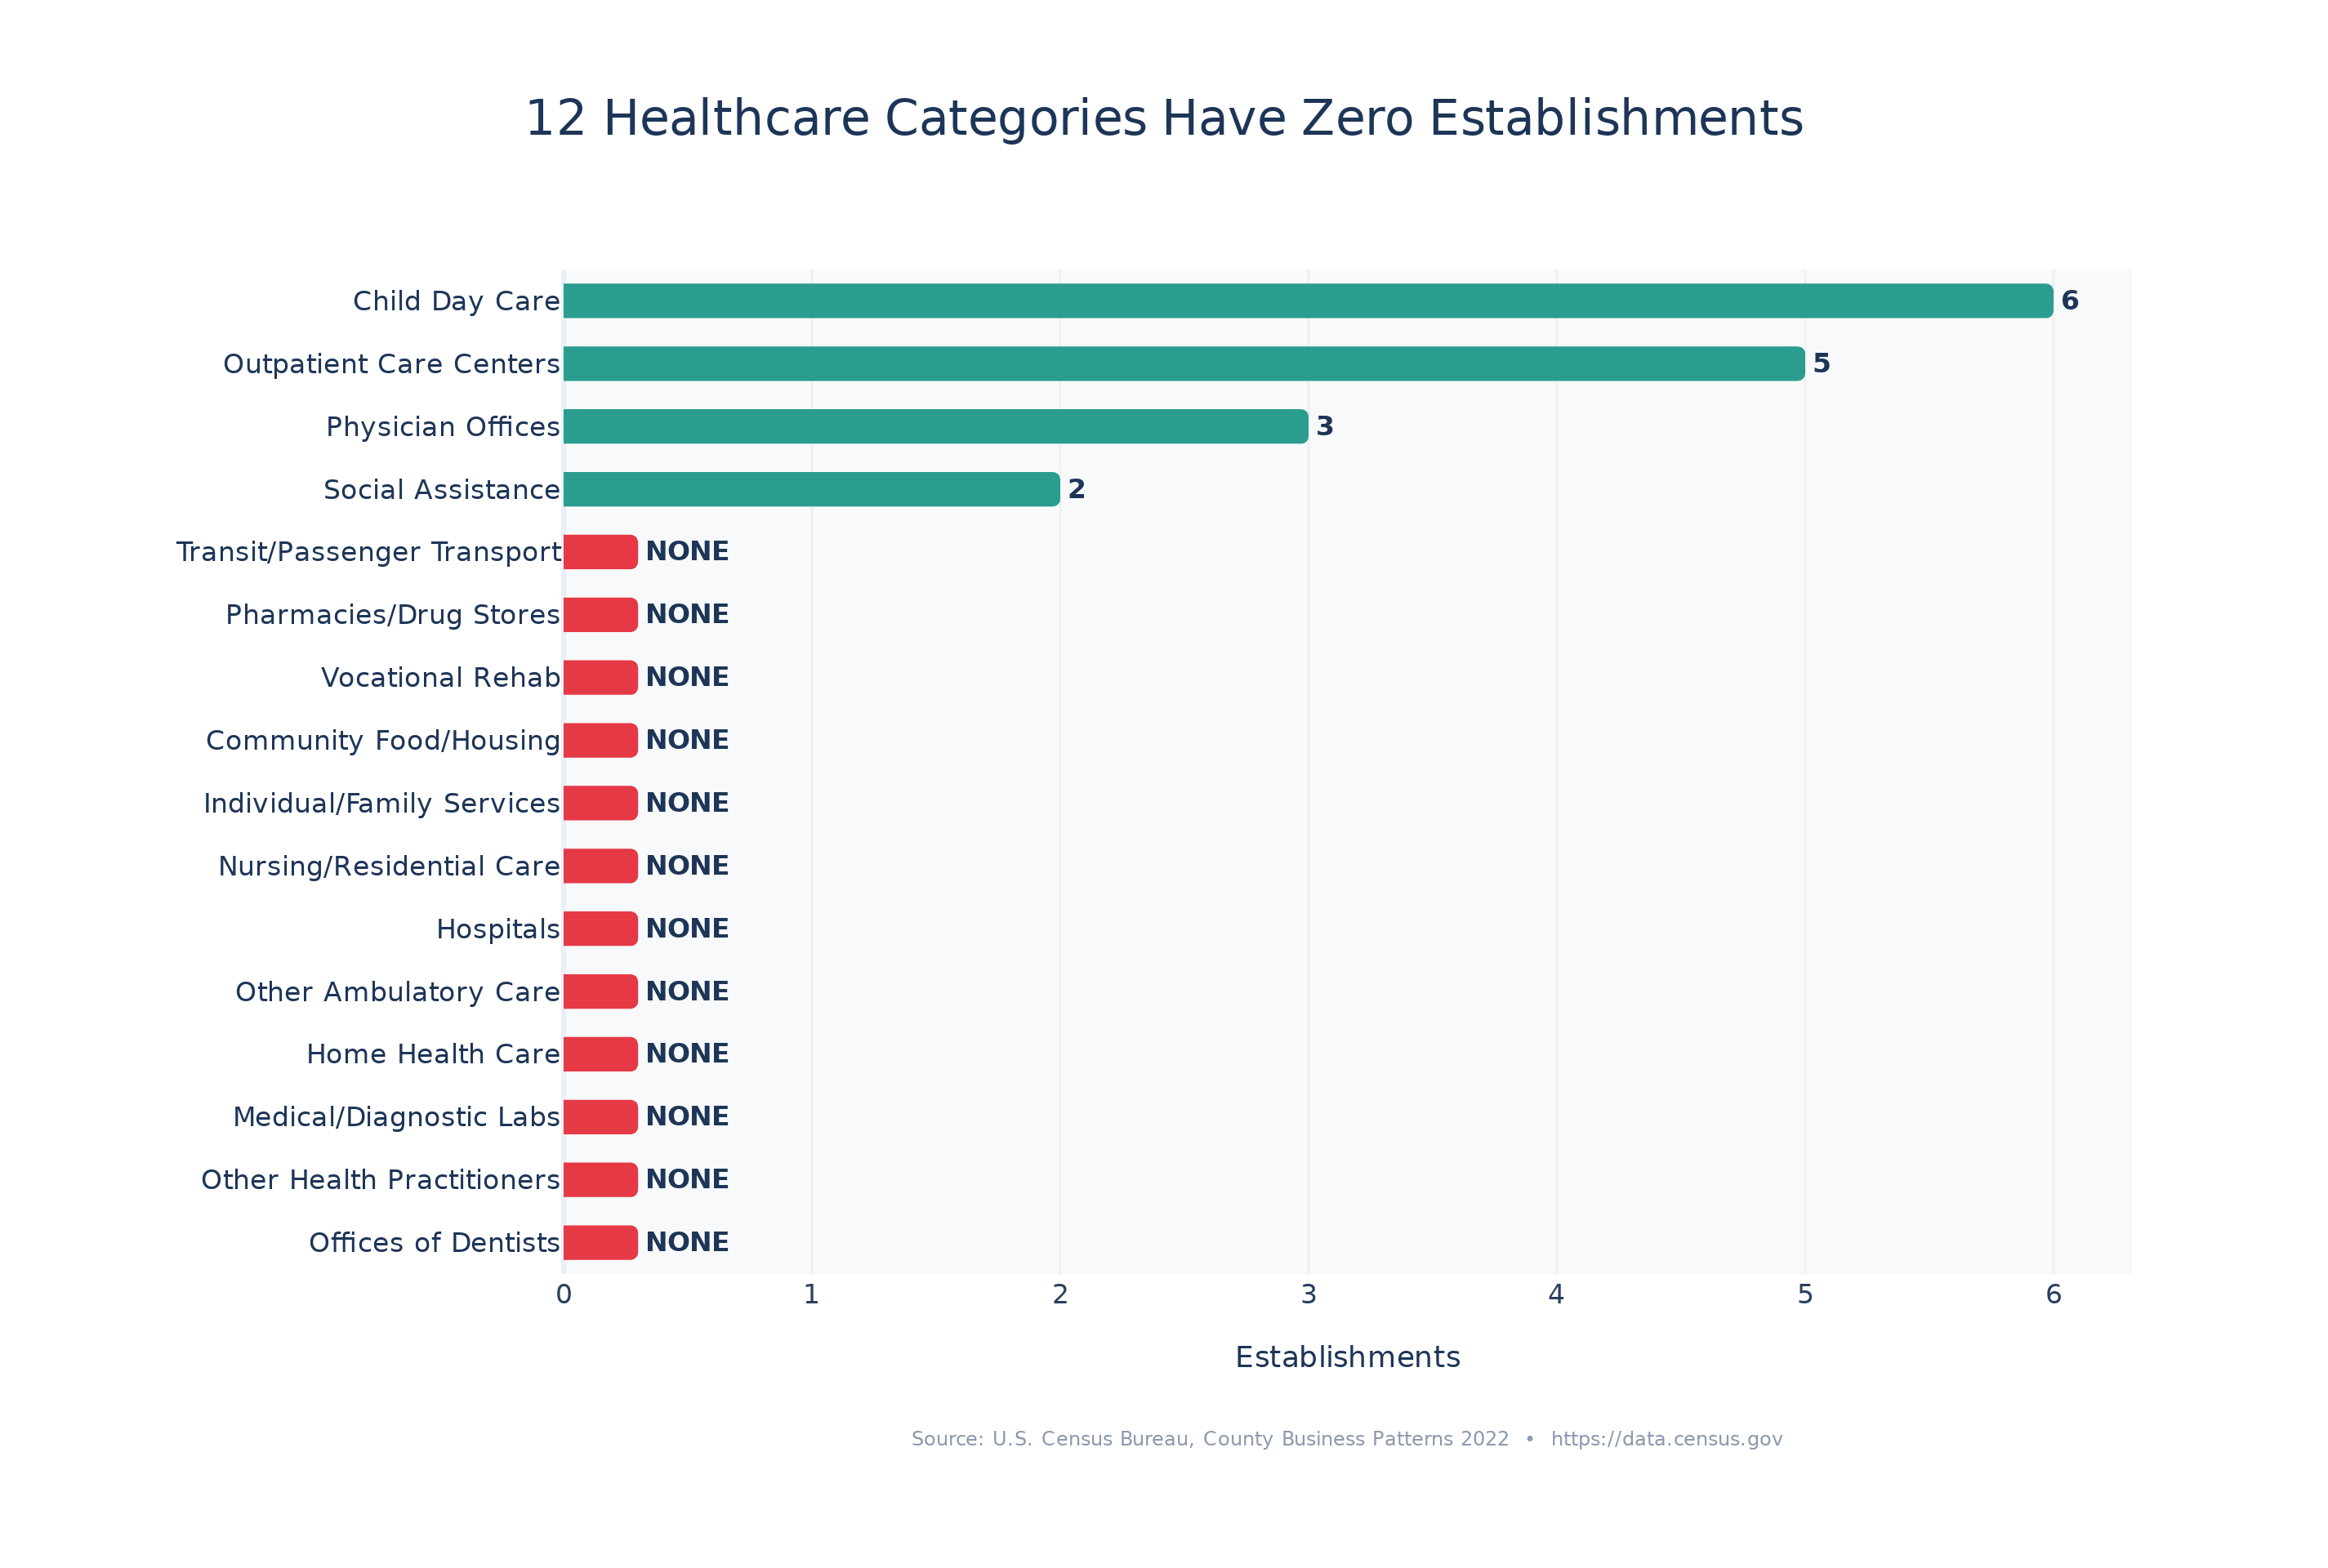 12 Healthcare Categories Have Zero Establishments
Child Day Care 6
Outpatient Care Centers 5
Physician Offices 3
Social Assistance 2
Transit/Passenger Transport NONE
Pharmacies/Drug Stores NONE
Vocational Rehab NONE
Community Food/Housing NONE
Individual/Family Services NONE
Nursing/Residential Care NONE
Hospitals NONE
Other Ambulatory Care NONE
Home Health Care NONE
Medical/Diagnostic Labs NONE
Other Health Practitioners NONE
Offices of Dentists NONE
0 1 2 3 4 5 6
Establishments
Source: U.S. Census Bureau, County Business Patterns 2022 • https://data.census.gov